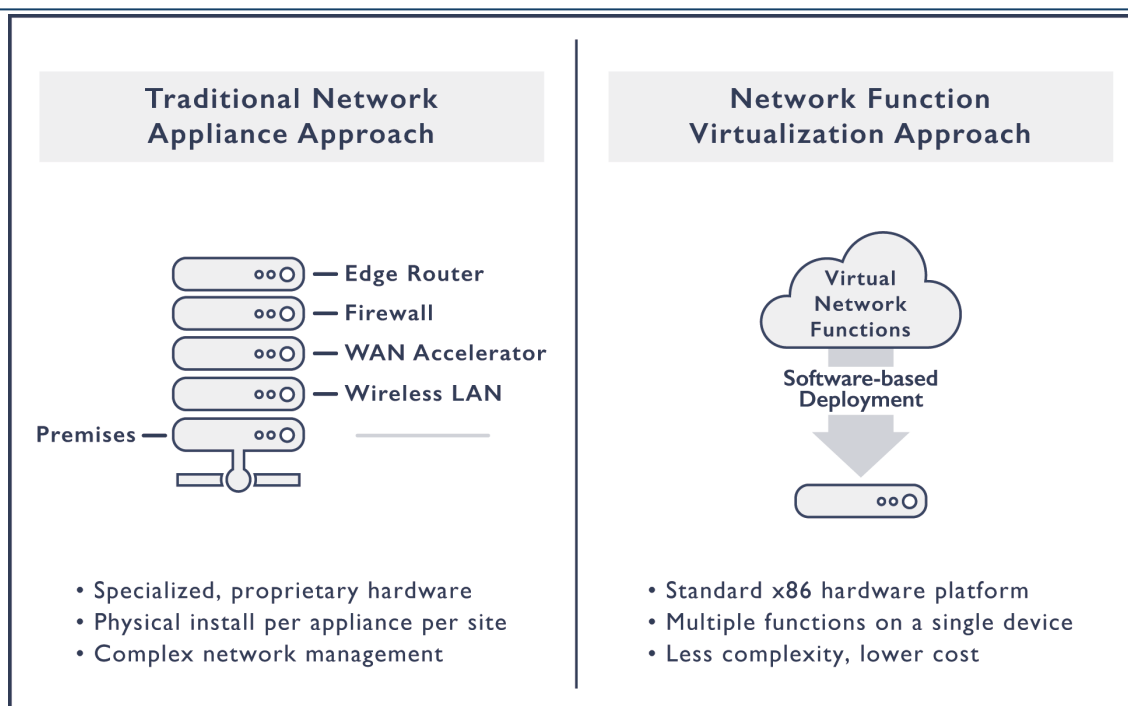 Traditional Network
Appliance Approach
Edge Router
Firewall
WAN Accelerator
Wireless LAN
Premises
• Specialized, proprietary hardware
• Physical install per appliance per site
• Complex network management
Network Function
Virtualization Approach
Virtual
Network
Functions
Software-based
Deployment
• Standard x86 hardware platform
• Multiple functions on a single device
• Less complexity, lower cost